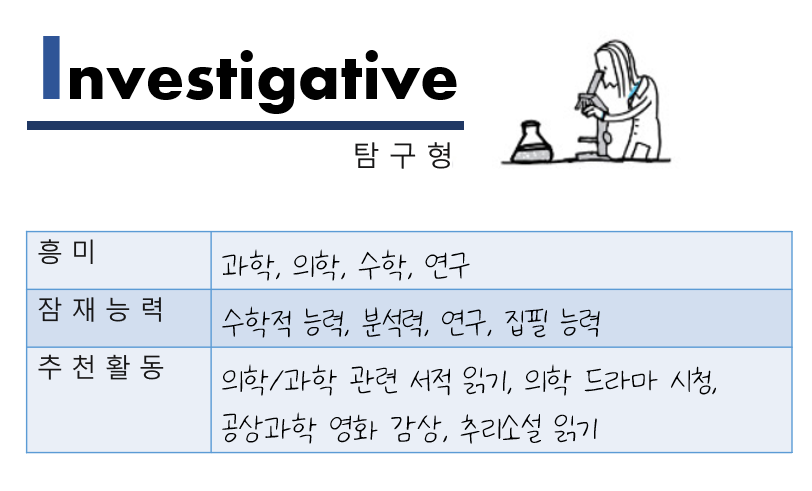 Investigative
탐구형
흥미
과학, 의학, 수학, 연구
잠재능력
수학적 능력, 분석력, 연구, 집필 능력
추천활동
의학/과학 관련 서적 읽기, 의학 드라마 시청,
공상과학 영화 감상, 추리소설 읽기